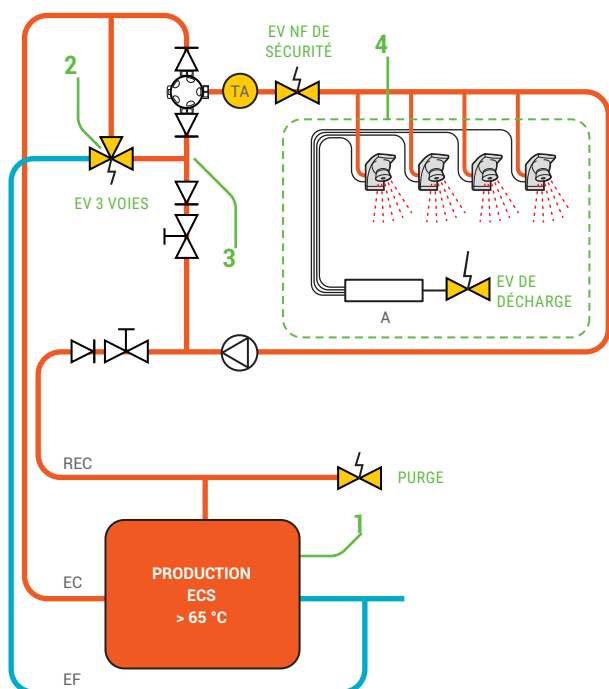 EV NF DE
SÉCURITÉ
4
2
TA
EV 3 VOIES
3
EV DE
DÉCHARGE
A
REC
PURGE
1
PRODUCTION
ECS
> 65 °C
EC
EF